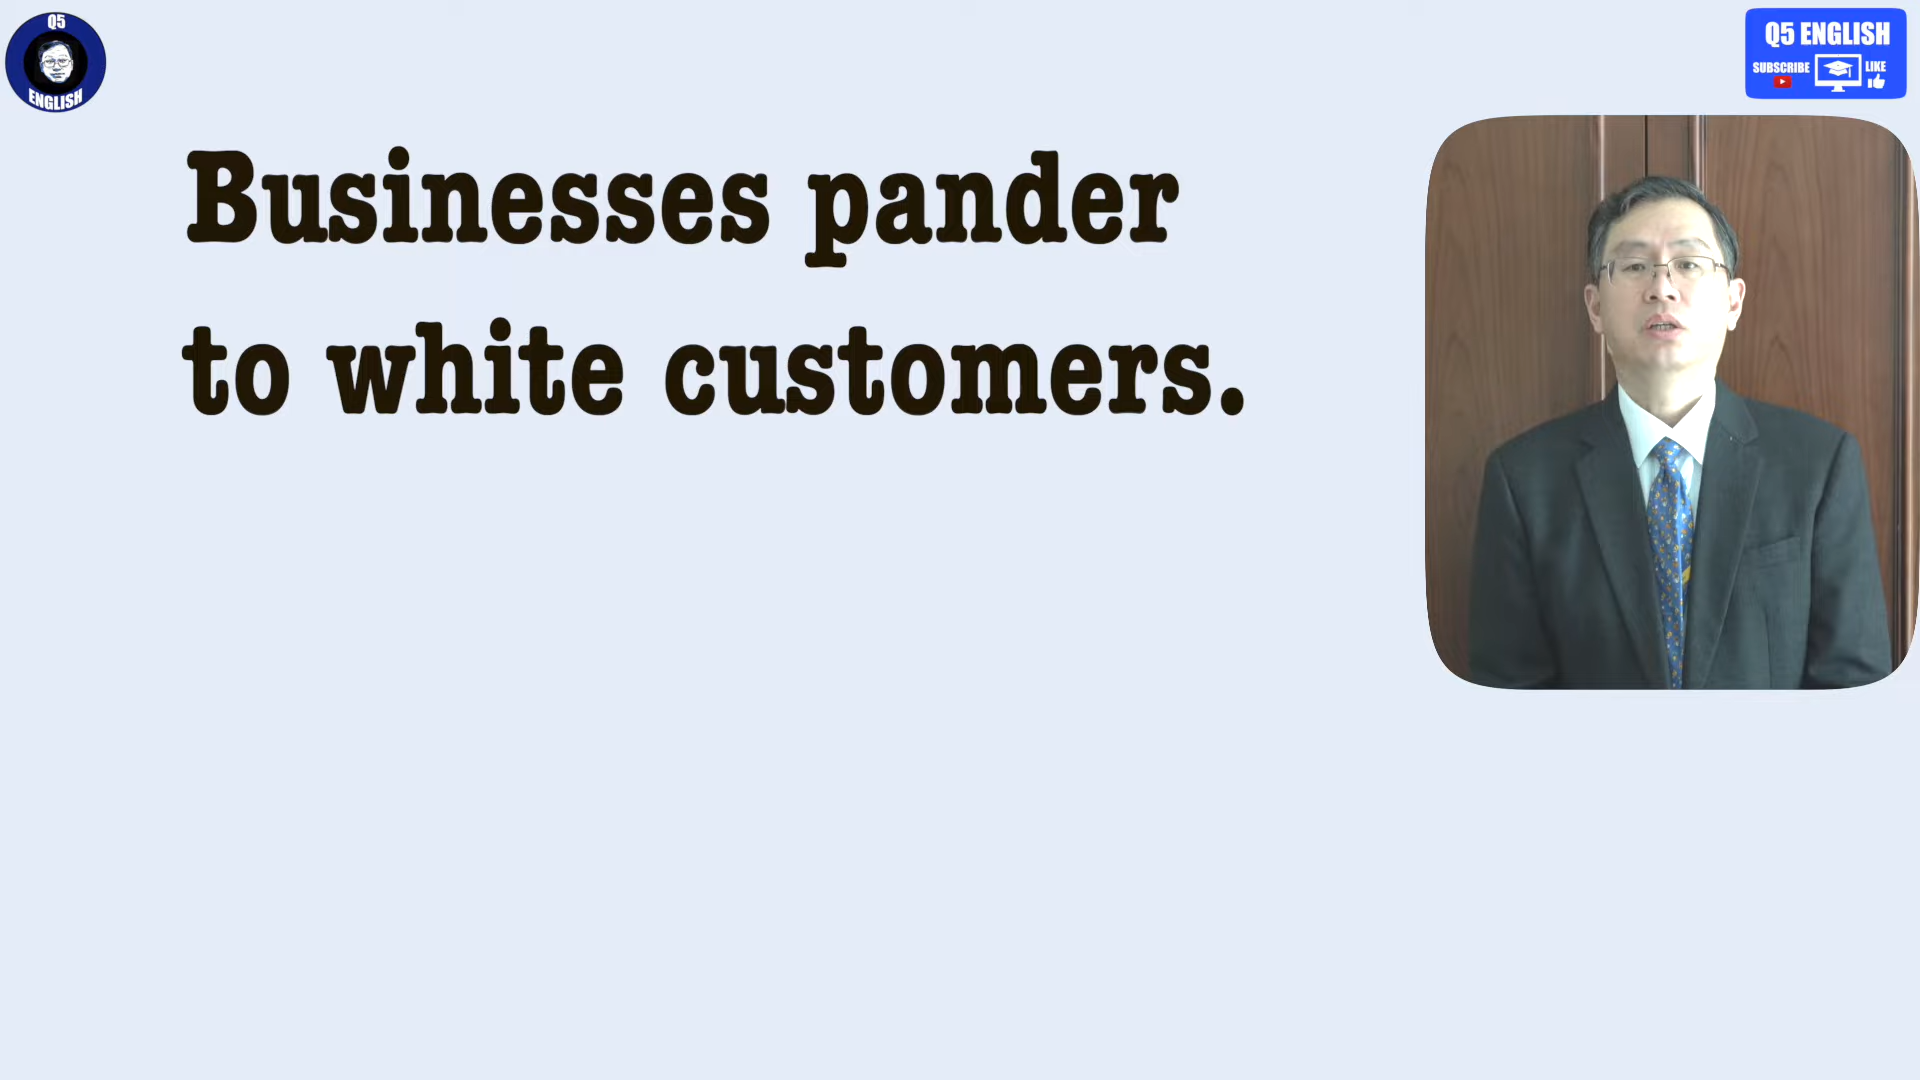 Q5
ENGLISH
Q5 ENGLISH
SUBSCRIBE LIKE
Businesses pander
to white customers.